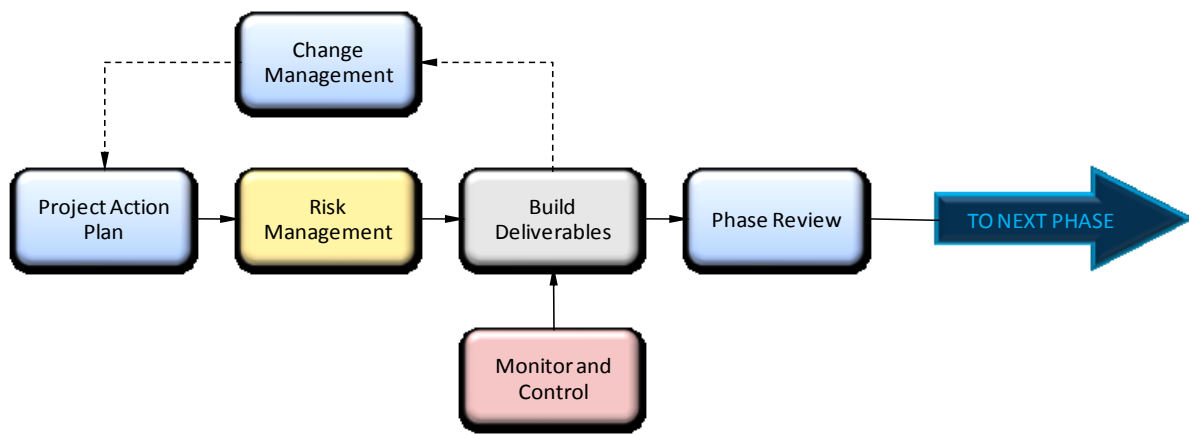 Change
Management
Project Action
Plan
Risk
Management
Build
Deliverables
Phase Review
TO NEXT PHASE
Monitor and
Control